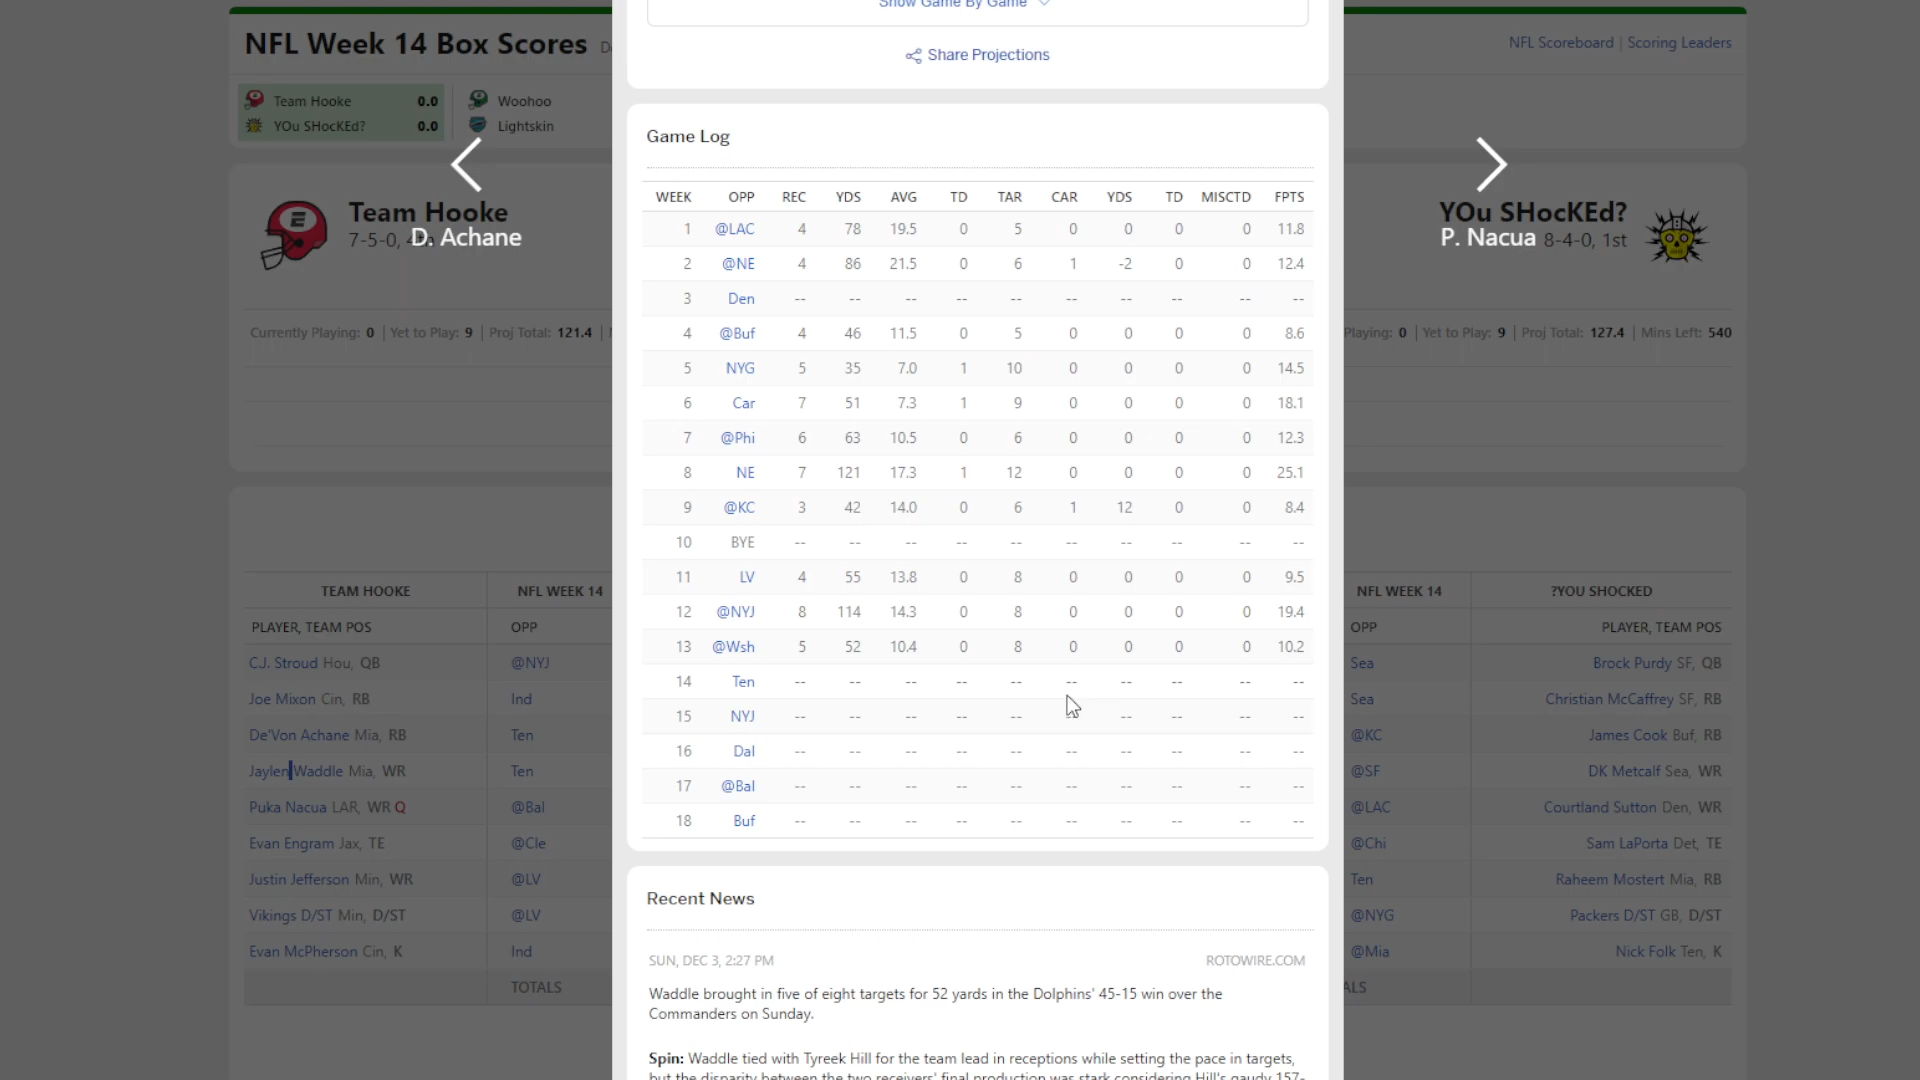 Show Game By Game
NFL Week 14 Box Scores
NFL Scoreboard | Scoring Leaders
Share Projections
Team Hooke 0.0
YOu SHocKEd? 0.0
Woohoo
Lightskin
Game Log
Team Hooke
7-5-0,
D. Achane
YOu SHocKEd?
8-4-0, 1st
P. Nacua
Currently Playing: 0 | Yet to Play: 9 | Proj Total: 121.4 |
Playing: 0 | Yet to Play: 9 | Proj Total: 127.4 | Mins Left: 540
WEEK OPP REC YDS AVG TD TAR CAR YDS TD MISCTD FPTS
1 @LAC 4 78 19.5 0 5 0 0 0 0 11.8
2 @NE 4 86 21.5 0 6 1 -2 0 0 12.4
3 Den -- -- -- -- -- -- -- -- -- --
4 @Buf 4 46 11.5 0 5 0 0 0 0 8.6
5 NYG 5 35 7.0 1 10 0 0 0 0 14.5
6 Car 7 51 7.3 1 9 0 0 0 0 18.1
7 @Phi 6 63 10.5 0 6 0 0 0 0 12.3
8 NE 7 121 17.3 1 12 0 0 0 0 25.1
9 @KC 3 42 14.0 0 6 1 12 0 0 8.4
10 BYE -- -- -- -- -- -- -- -- -- --
11 LV 4 55 13.8 0 8 0 0 0 0 9.5
12 @NYJ 8 114 14.3 0 8 0 0 0 0 19.4
13 @Wsh 5 52 10.4 0 8 0 0 0 0 10.2
14 Ten -- -- -- -- -- -- -- -- -- --
15 NYJ -- -- -- -- -- -- -- -- -- --
16 Dal -- -- -- -- -- -- -- -- -- --
17 @Bal -- -- -- -- -- -- -- -- -- --
18 Buf -- -- -- -- -- -- -- -- -- --
TEAM HOOKE NFL WEEK 14
PLAYER, TEAM POS OPP
C.J. Stroud Hou, QB @NYJ
Joe Mixon Cin, RB Ind
De'Von Achane Mia, RB Ten
Jaylen Waddle Mia, WR Ten
Puka Nacua LAR, WR Q @Bal
Evan Engram Jax, TE @Cle
Justin Jefferson Min, WR @LV
Vikings D/ST Min, D/ST @LV
Evan McPherson Cin, K Ind
TOTALS
NFL WEEK 14 ?YOU SHOCKED
OPP PLAYER, TEAM POS
Sea Brock Purdy SF, QB
Sea Christian McCaffrey SF, RB
@KC James Cook Buf, RB
@SF DK Metcalf Sea, WR
@LAC Courtland Sutton Den, WR
@Chi Sam LaPorta Det, TE
Ten Raheem Mostert Mia, RB
@NYG Packers D/ST GB, D/ST
@Mia Nick Folk Ten, K
ALS
Recent News
SUN, DEC 3, 2:27 PM ROTOWIRE.COM
Waddle brought in five of eight targets for 52 yards in the Dolphins' 45-15 win over the
Commanders on Sunday.
Spin: Waddle tied with Tyreek Hill for the team lead in receptions while setting the pace in targets,
but the disparity between the two receivers' final production was stark considering Hill's gaudy 157-